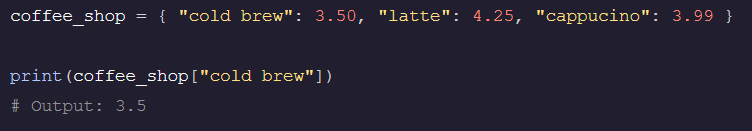 coffee_shop = { "cold brew": 3.50, "latte": 4.25, "cappucino": 3.99 }
print(coffee_shop["cold brew"])
# Output: 3.5